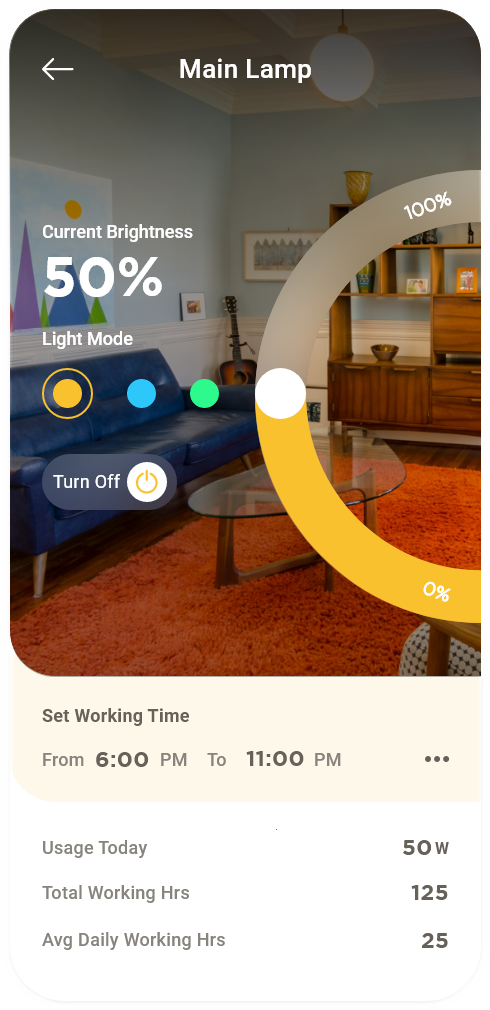 Main Lamp
100%
Current Brightness
50%
Light Mode
Turn Off
0%
Set Working Time
From 6:00 PM To 11:00 PM
Usage Today 50 W
Total Working Hrs 125
Avg Daily Working Hrs 25